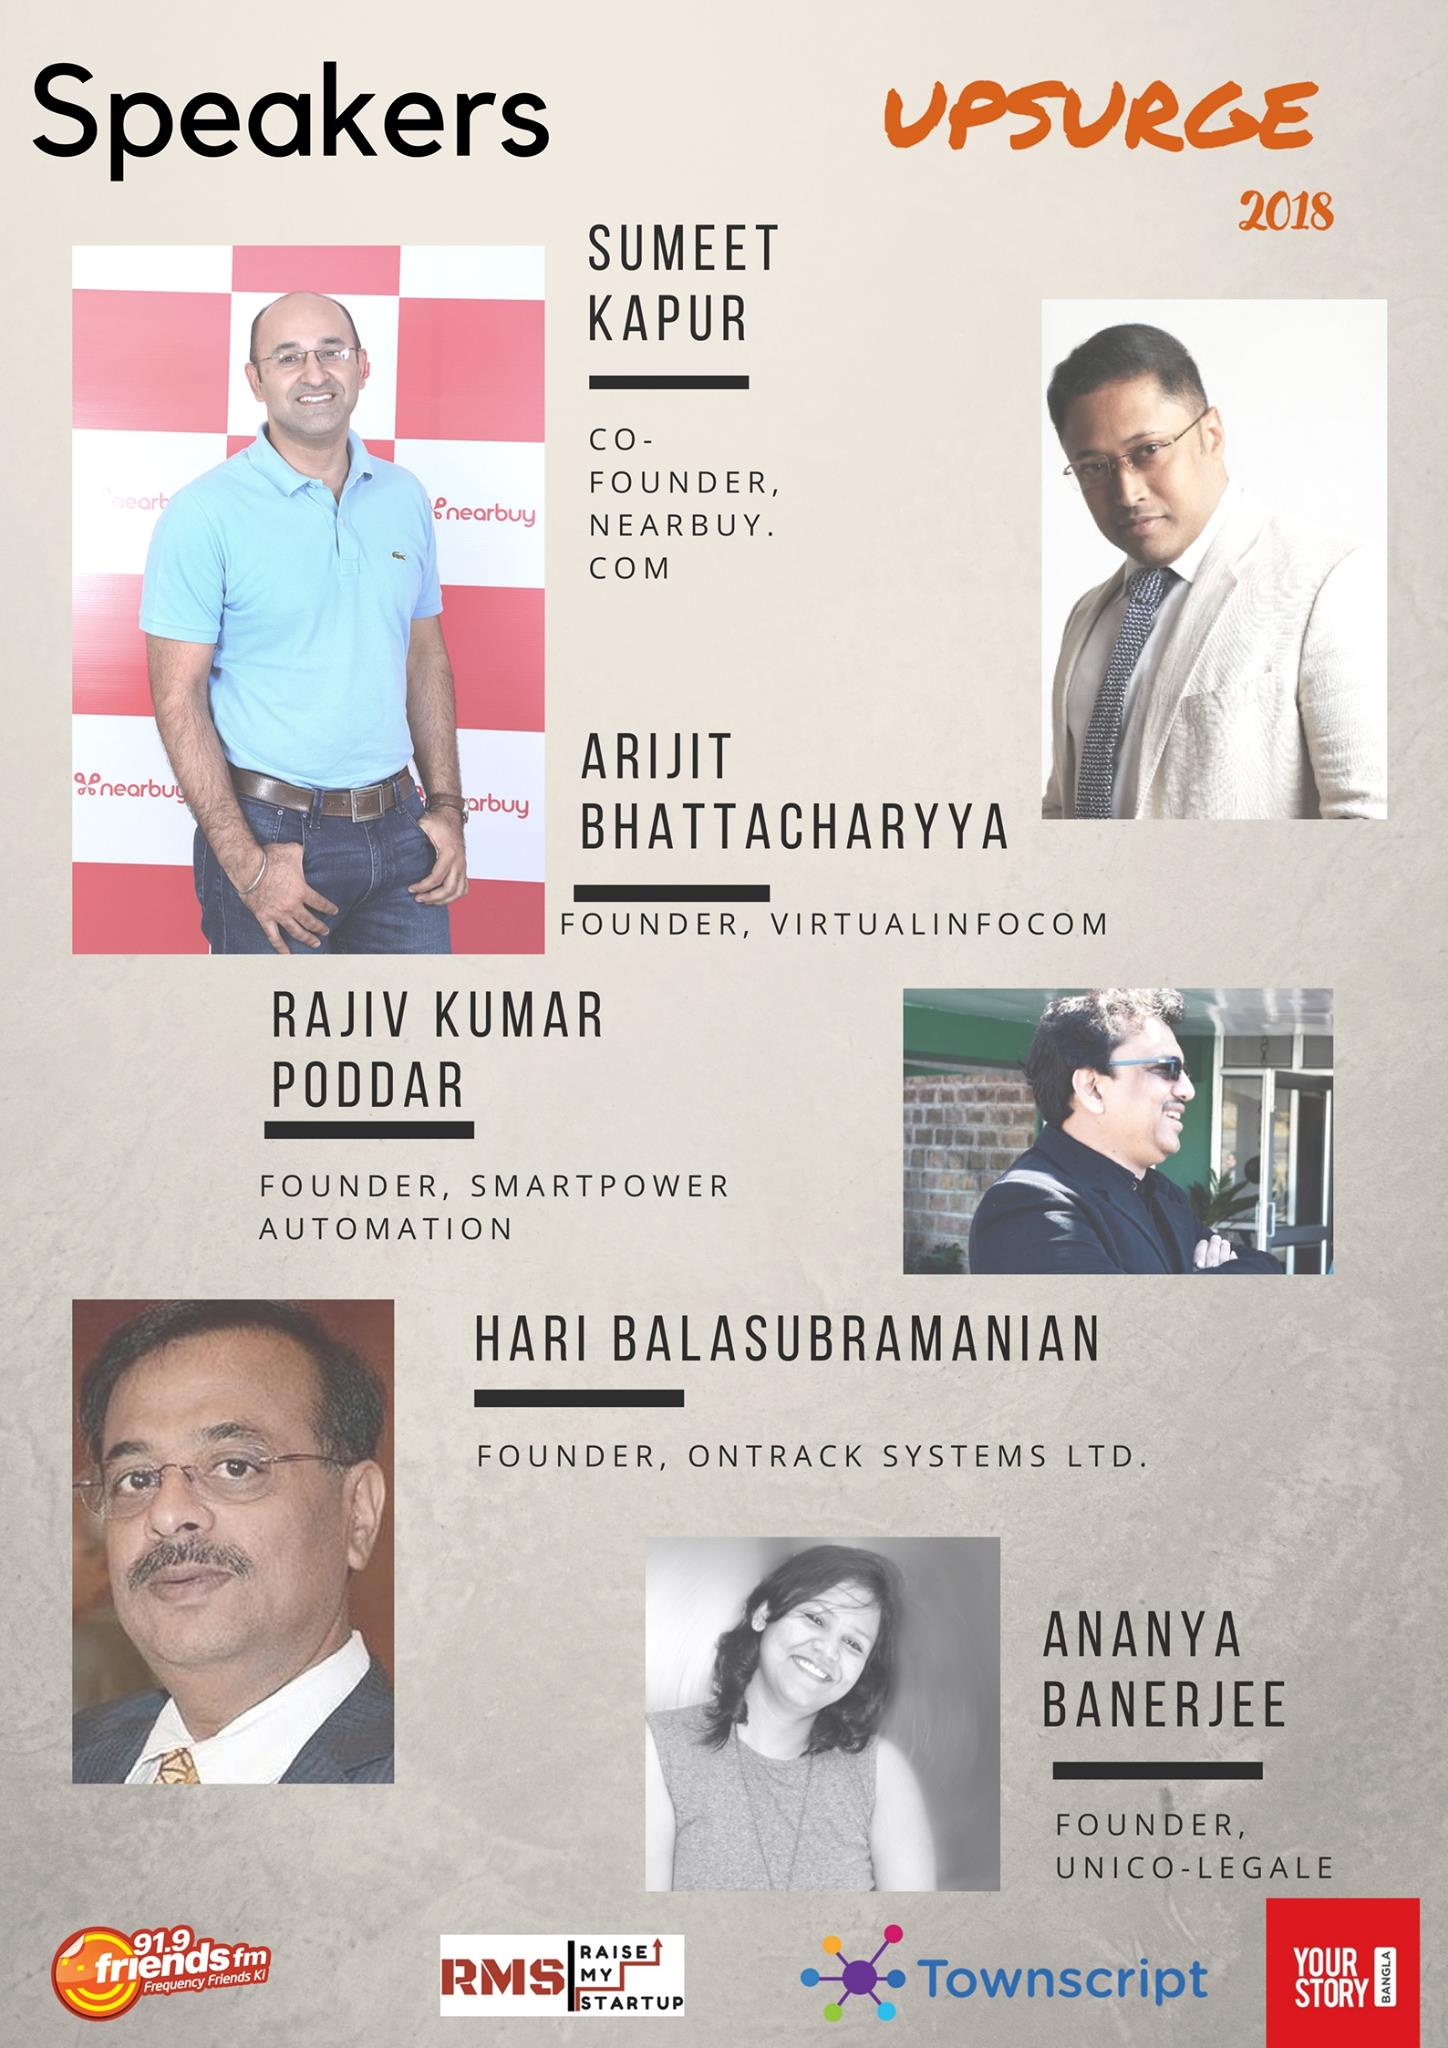 Speakers
UPSURGE
2018
SUMEET
KAPUR
CO-
FOUNDER,
NEARBUY.
COM
nearb
nearbuy
nearbuy
arbuy
ARIJIT
BHATTACHARYYA
FOUNDER, VIRTUALINFOCOM
RAJIV KUMAR
PODDAR
FOUNDER, SMARTPOWER
AUTOMATION
HARI BALASUBRAMANIAN
FOUNDER, ONTRACK SYSTEMS LTD.
ANANYA
BANERJEE
FOUNDER,
UNICO-LEGALE
91.9
friends fm
Frequency Friends Ki
RMS
RAISE
MY
STARTUP
Townscript
YOUR
STORY
BANGLA